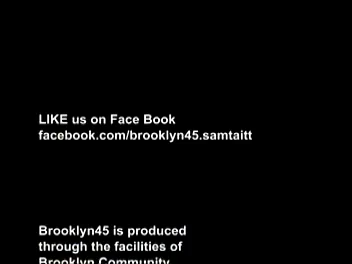 LIKE us on Face Book
facebook.com/brooklyn45.samtaitt
Brooklyn45 is produced
through the facilities of
Brooklyn Community